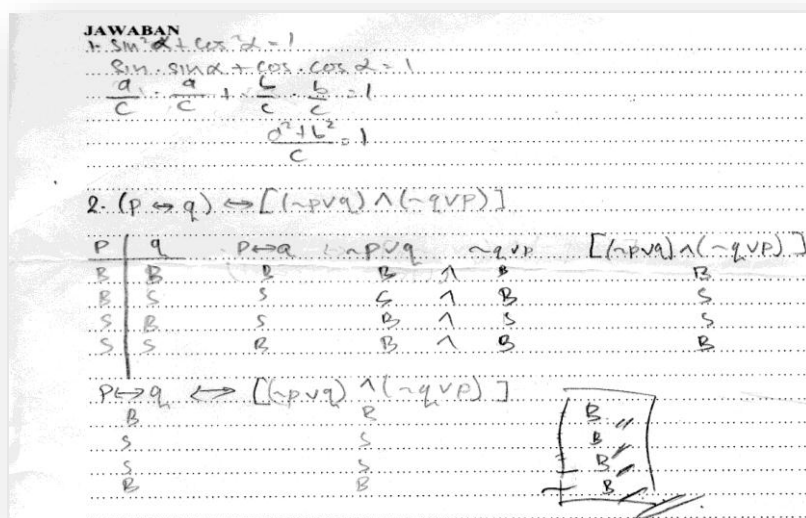 JAWABAN
1. sin²α + cos²α = 1
Sin . sin α + cos . cos α = 1
a/c . a/c + b/c . b/c = 1
a² + b² / c = 1
2. (p ↔ q) ↔ [(~p∨q) ∧ (~q∨p)]
P q P↔q ~p∨q ~q∨p [(~p∨q) ∧ (~q∨p)]
B B B B ∧ B B
B S S S ∧ B S
S B S B ∧ S S
S S B B ∧ B B
P↔q ↔ [(~p∨q) ∧ (~q∨p)]
B B B
S S B
S S B
B B B